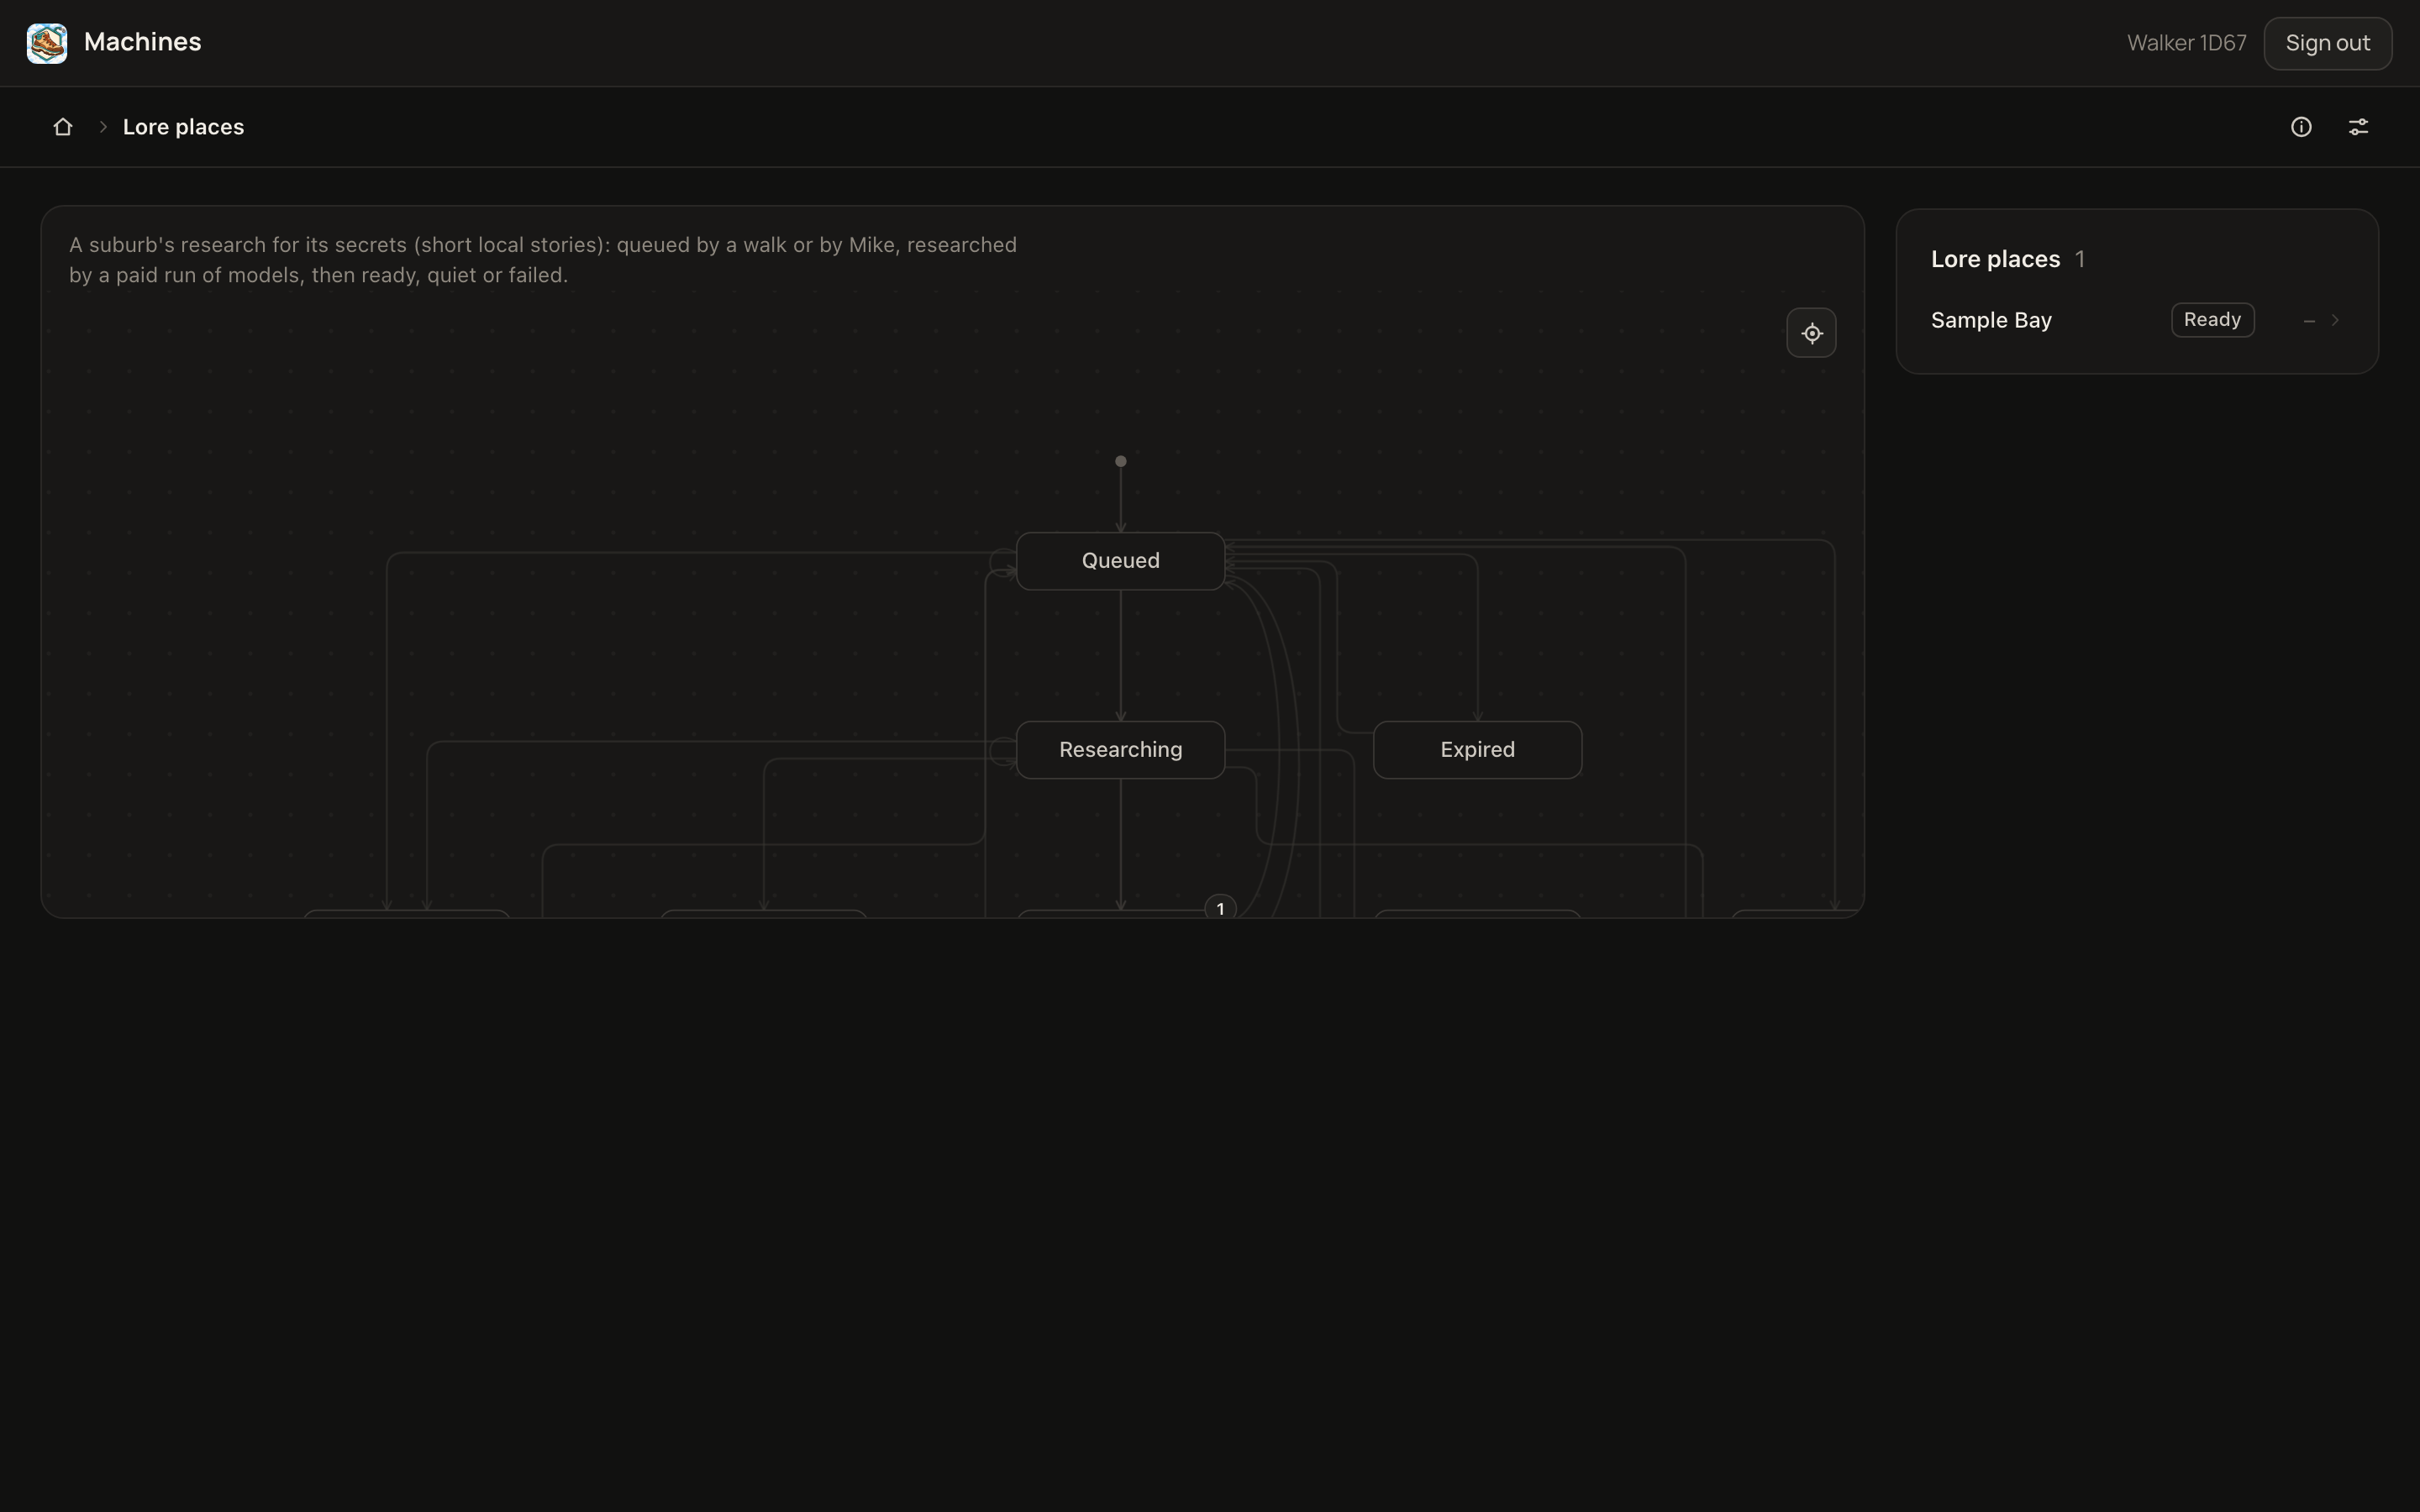 Machines
Walker 1D67
Sign out
Lore places
A suburb's research for its secrets (short local stories): queued by a walk or by Mike, researched
by a paid run of models, then ready, quiet or failed.
Queued
Researching
Expired
1
Lore places 1
Sample Bay
Ready
–